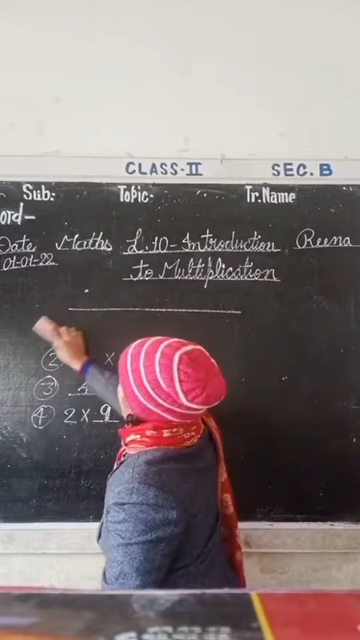 CLASS-II SEC. B
Sub: Topic: Tr. Name
ord-
Date Maths L.10-Introduction Reena
01-01-22 to Multiplication
② ×
③
④ 2 × 9